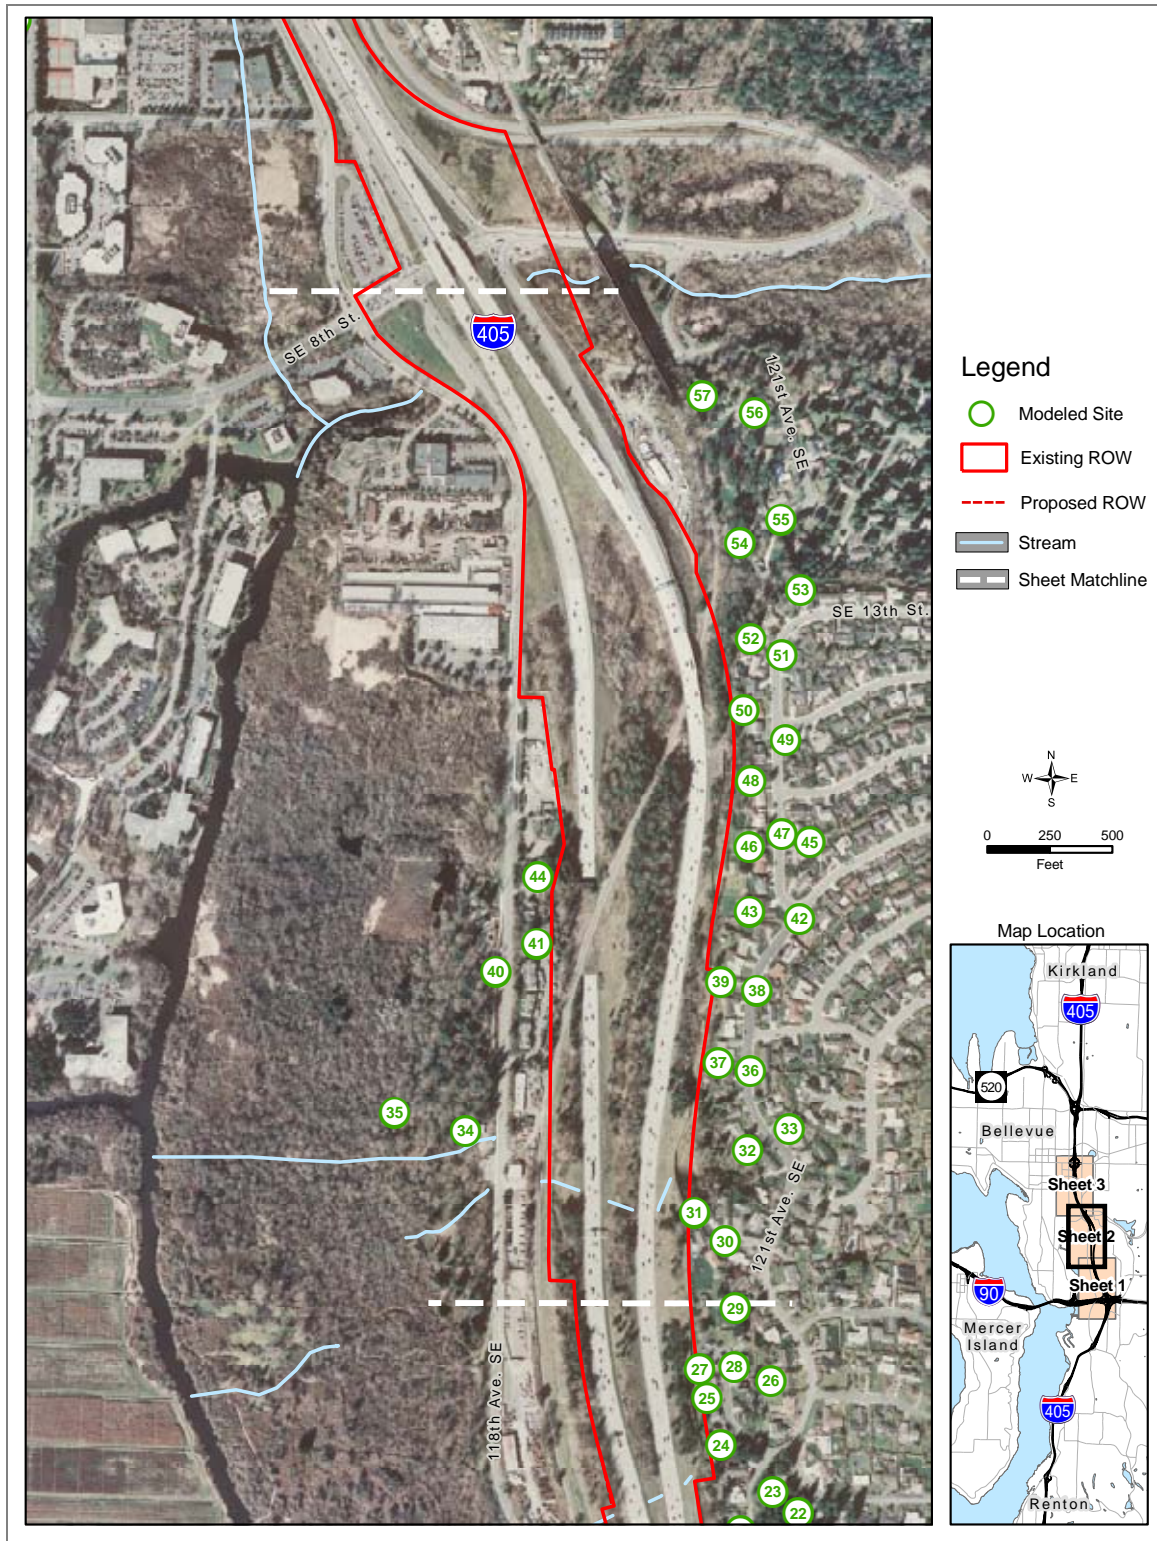 SE 8th St.
405
121st Ave. SE
57
56
55
54
53
SE 13th St.
52
51
50
49
48
47
46
45
44
43
42
41
40
39
38
37
36
35
34
33
32
121st Ave. SE
31
30
29
28
27
26
25
24
23
22
118th Ave. SE
Legend
Modeled Site
Existing ROW
Proposed ROW
Stream
Sheet Matchline
N
W E
S
0 250 500
Feet
Map Location
Kirkland
405
520
Bellevue
Sheet 3
Sheet 2
Sheet 1
90
Mercer
Island
405
Renton